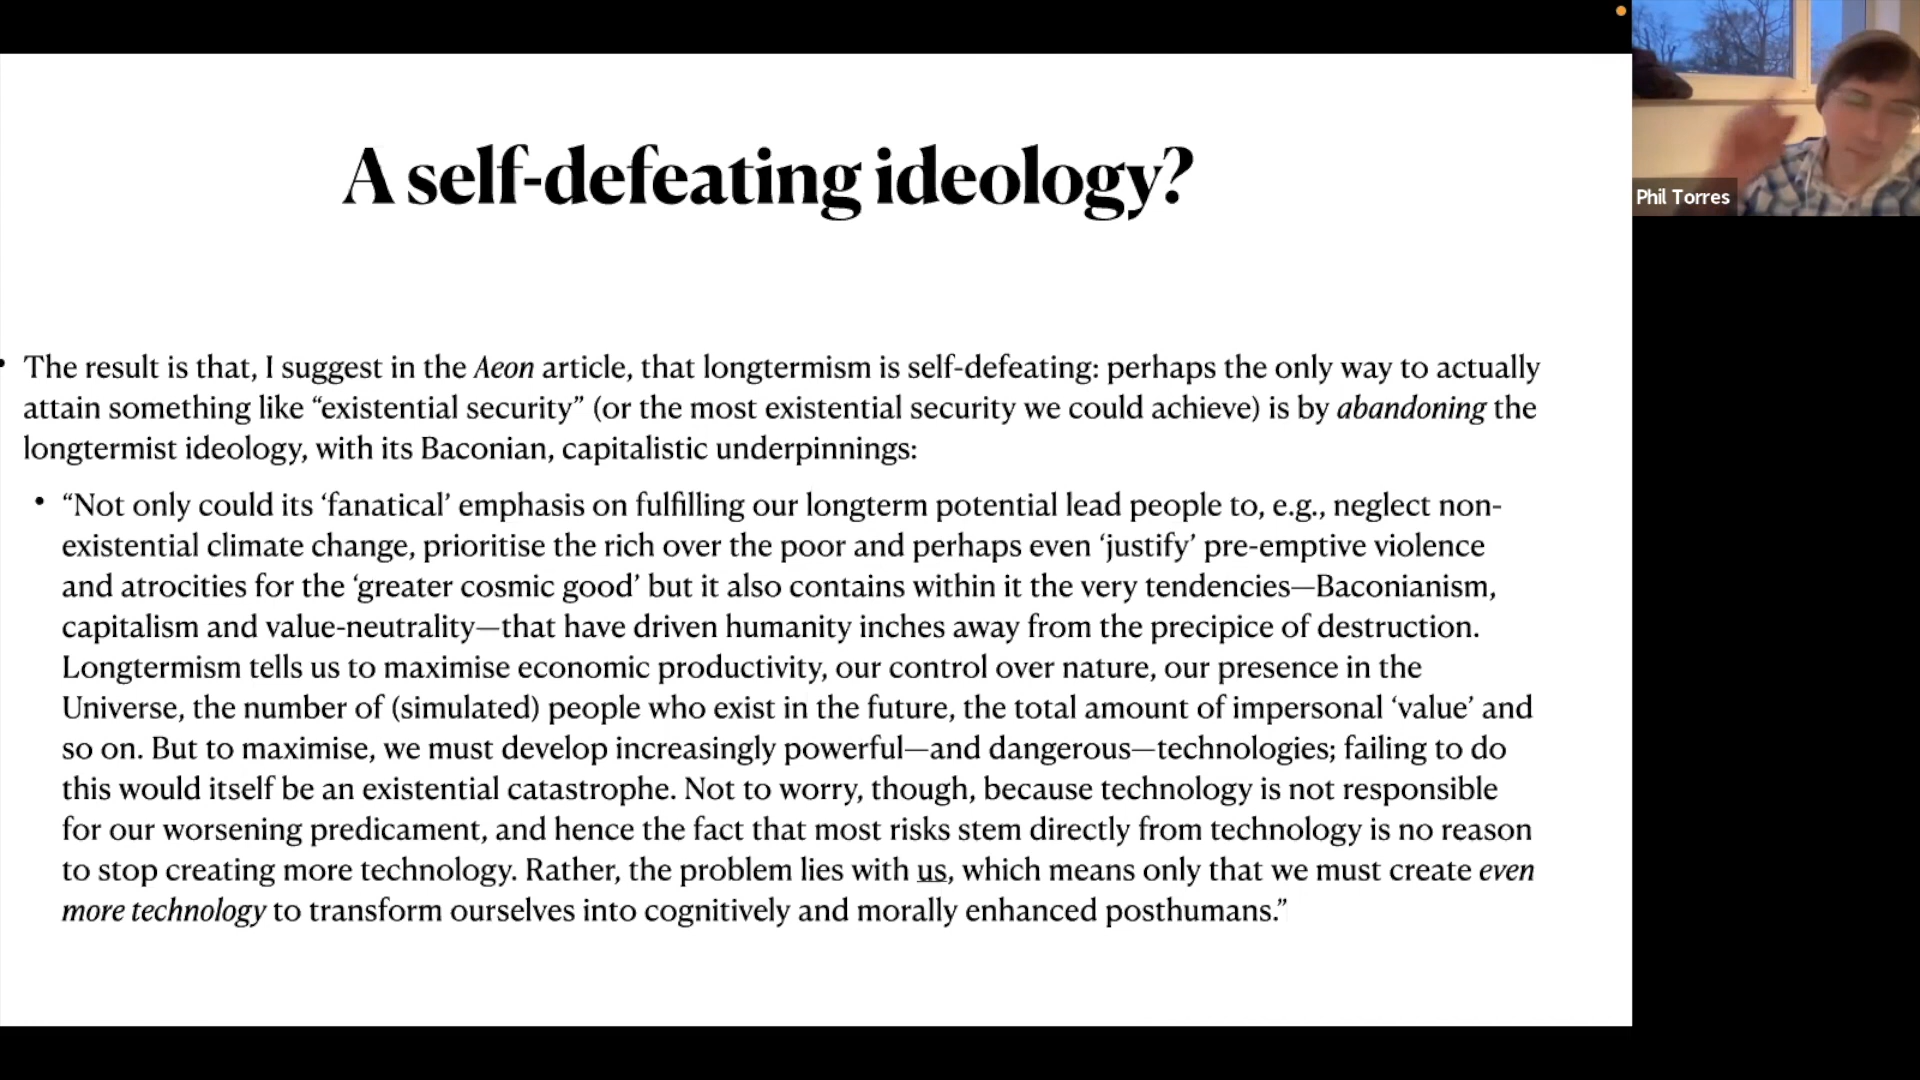 A self-defeating ideology?
Phil Torres
• The result is that, I suggest in the Aeon article, that longtermism is self-defeating: perhaps the only way to actually
attain something like “existential security” (or the most existential security we could achieve) is by abandoning the
longtermist ideology, with its Baconian, capitalistic underpinnings:
• “Not only could its ‘fanatical’ emphasis on fulfilling our longterm potential lead people to, e.g., neglect non-
existential climate change, prioritise the rich over the poor and perhaps even ‘justify’ pre-emptive violence
and atrocities for the ‘greater cosmic good’ but it also contains within it the very tendencies—Baconianism,
capitalism and value-neutrality—that have driven humanity inches away from the precipice of destruction.
Longtermism tells us to maximise economic productivity, our control over nature, our presence in the
Universe, the number of (simulated) people who exist in the future, the total amount of impersonal ‘value’ and
so on. But to maximise, we must develop increasingly powerful—and dangerous—technologies; failing to do
this would itself be an existential catastrophe. Not to worry, though, because technology is not responsible
for our worsening predicament, and hence the fact that most risks stem directly from technology is no reason
to stop creating more technology. Rather, the problem lies with us, which means only that we must create even
more technology to transform ourselves into cognitively and morally enhanced posthumans.”